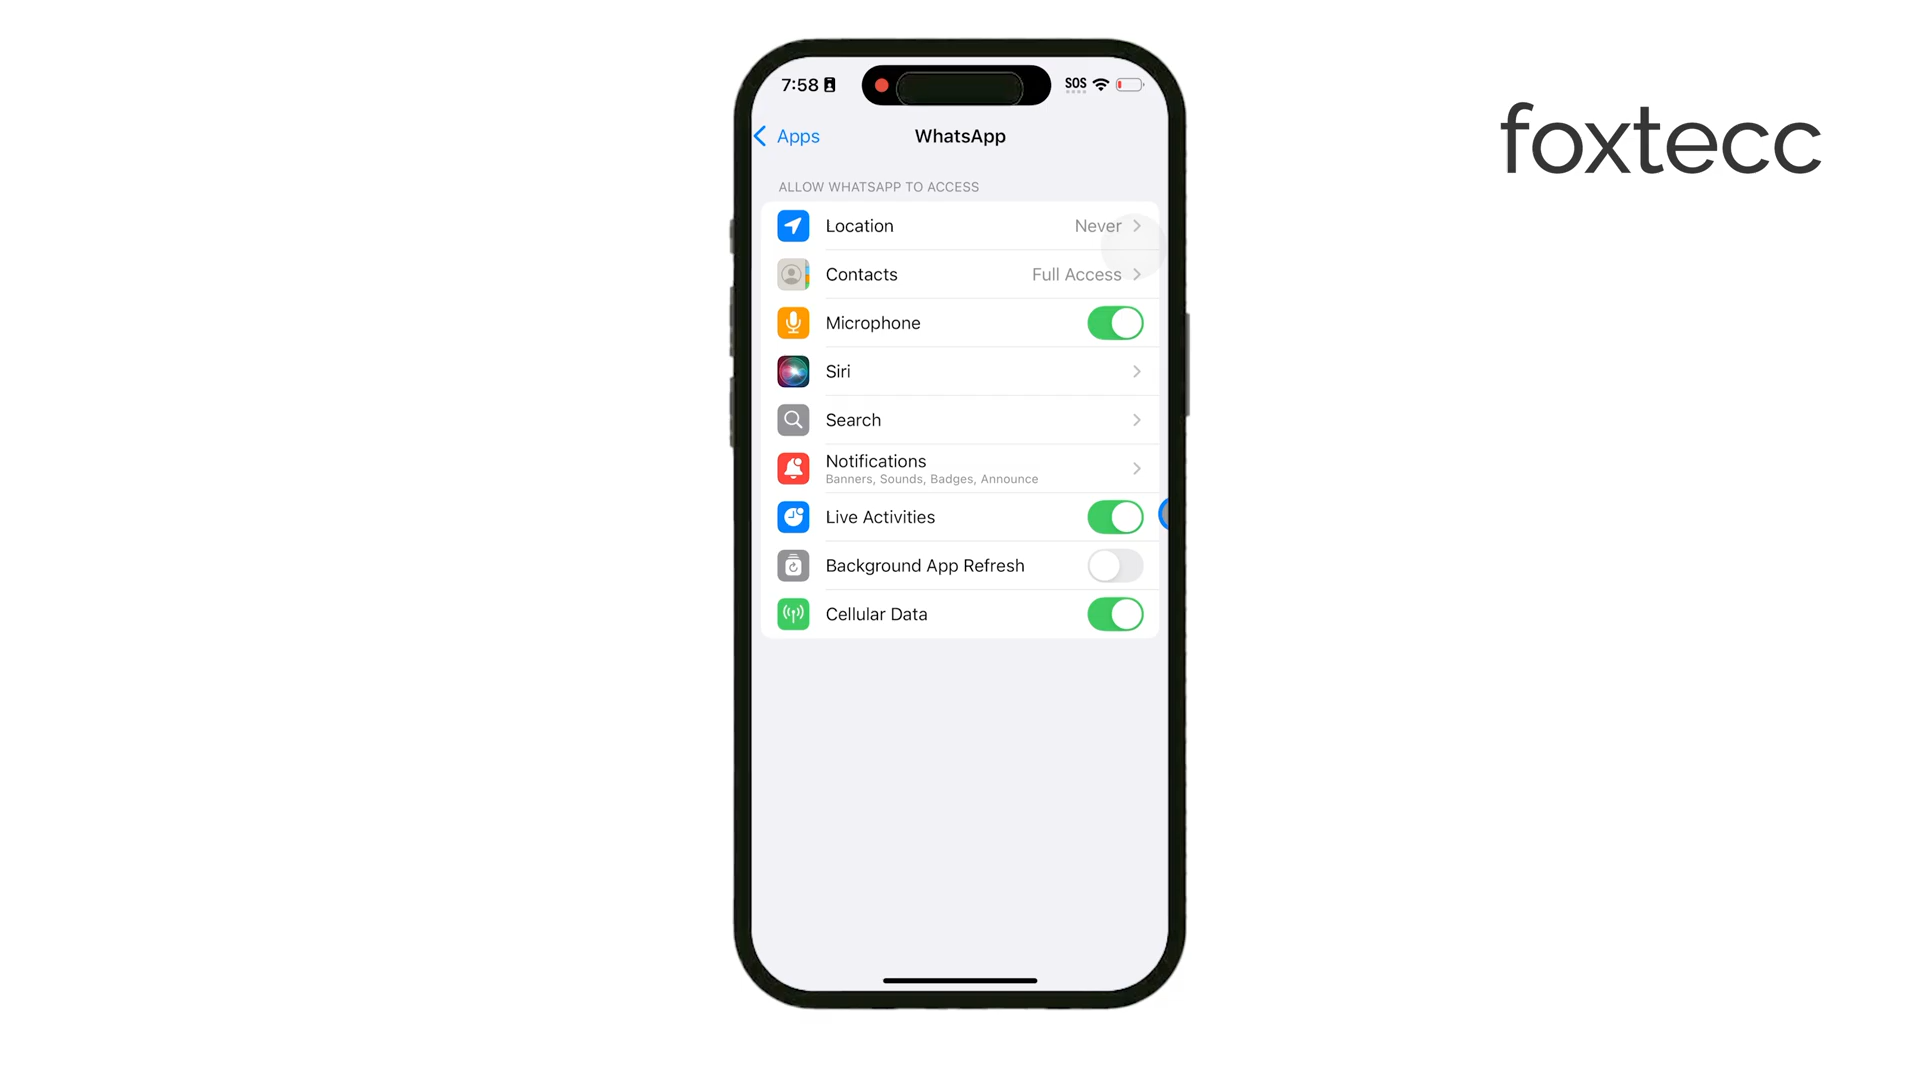 7:58
SOS
foxtecc
Apps
WhatsApp
ALLOW WHATSAPP TO ACCESS
Location
Never
Contacts
Full Access
Microphone
Siri
Search
Notifications
Banners, Sounds, Badges, Announce
Live Activities
Background App Refresh
Cellular Data